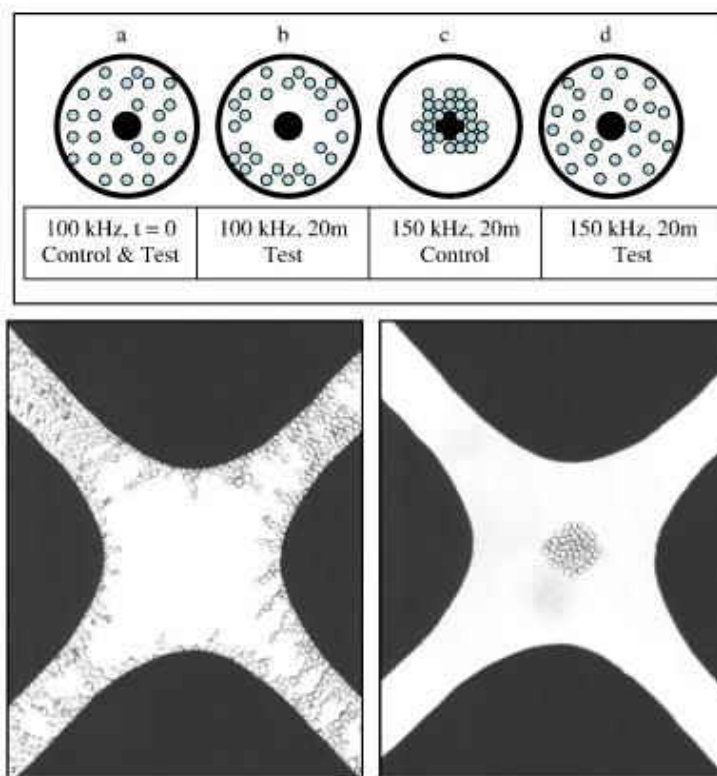 a b c d
100 kHz, t = 0 100 kHz, 20m 150 kHz, 20m 150 kHz, 20m
Control & Test Test Control Test